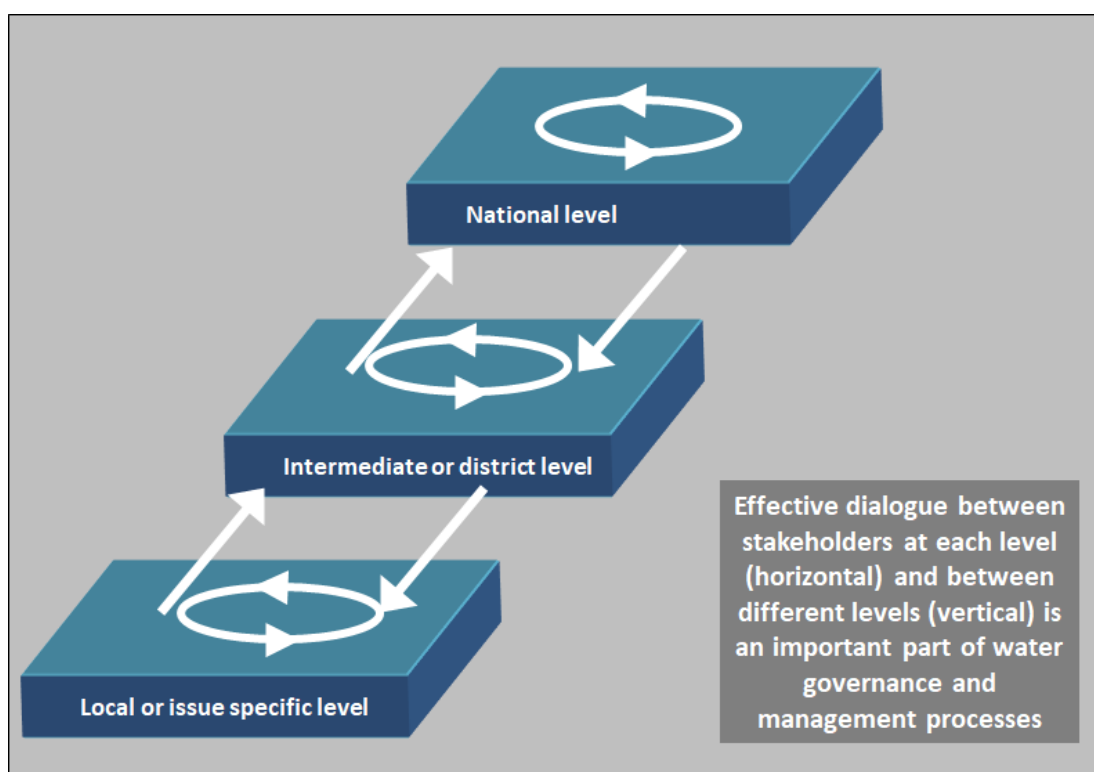 National level
Intermediate or district level
Local or issue specific level
Effective dialogue between
stakeholders at each level
(horizontal) and between
different levels (vertical) is
an important part of water
governance and
management processes